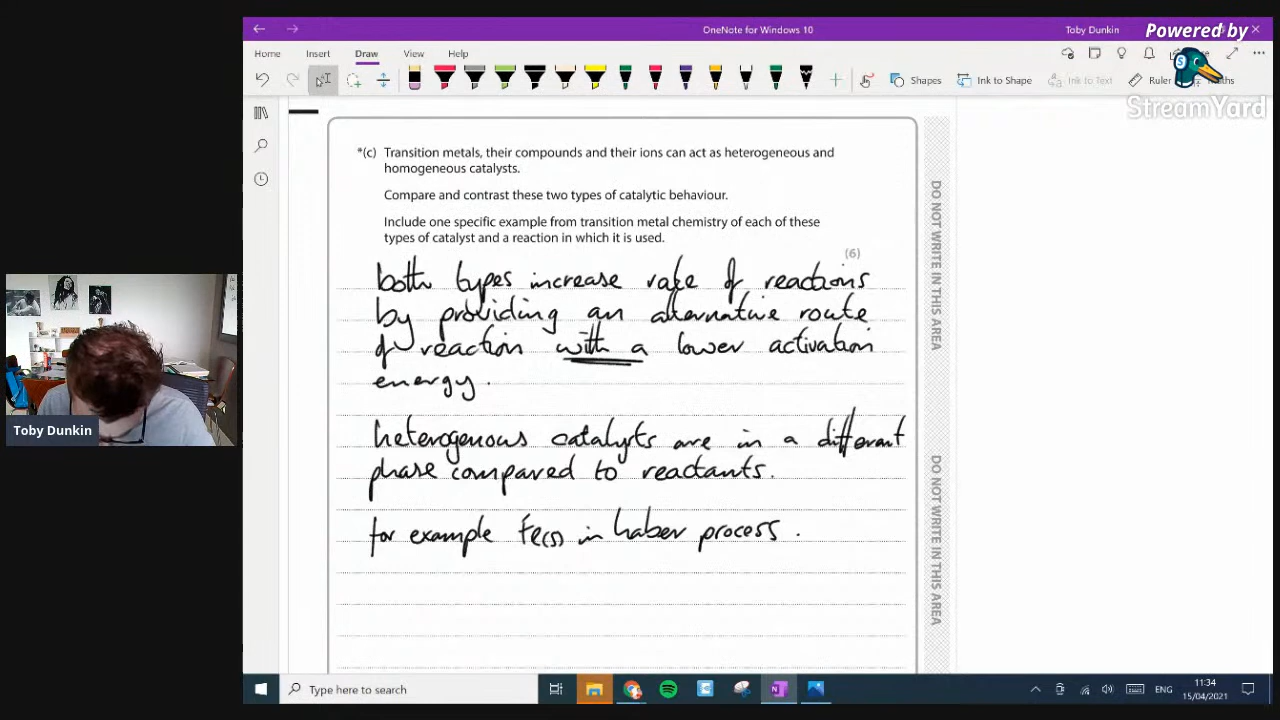 OneNote for Windows 10
Toby Dunkin
Powered by
StreamYard
Home Insert Draw View Help
Shapes Ink to Shape Ink to Text Ruler
*(c) Transition metals, their compounds and their ions can act as heterogeneous and
homogeneous catalysts.
Compare and contrast these two types of catalytic behaviour.
Include one specific example from transition metal chemistry of each of these
types of catalyst and a reaction in which it is used.
(6)
both types increase rate of reactions
by providing an alternative route
of reaction with a lower activation
energy.
heterogenous catalysts are in a different
phase compared to reactants.
for example Fe(s) in haber process.
DO NOT WRITE IN THIS AREA
DO NOT WRITE IN THIS AREA
Toby Dunkin
Type here to search
ENG
11:34
15/04/2021